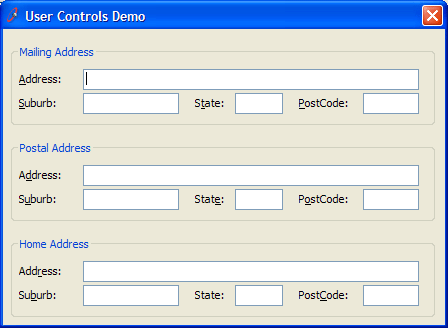 User Controls Demo
Mailing Address
Address:
Suburb: State: PostCode:
Postal Address
Address:
Suburb: State: PostCode:
Home Address
Address:
Suburb: State: PostCode: